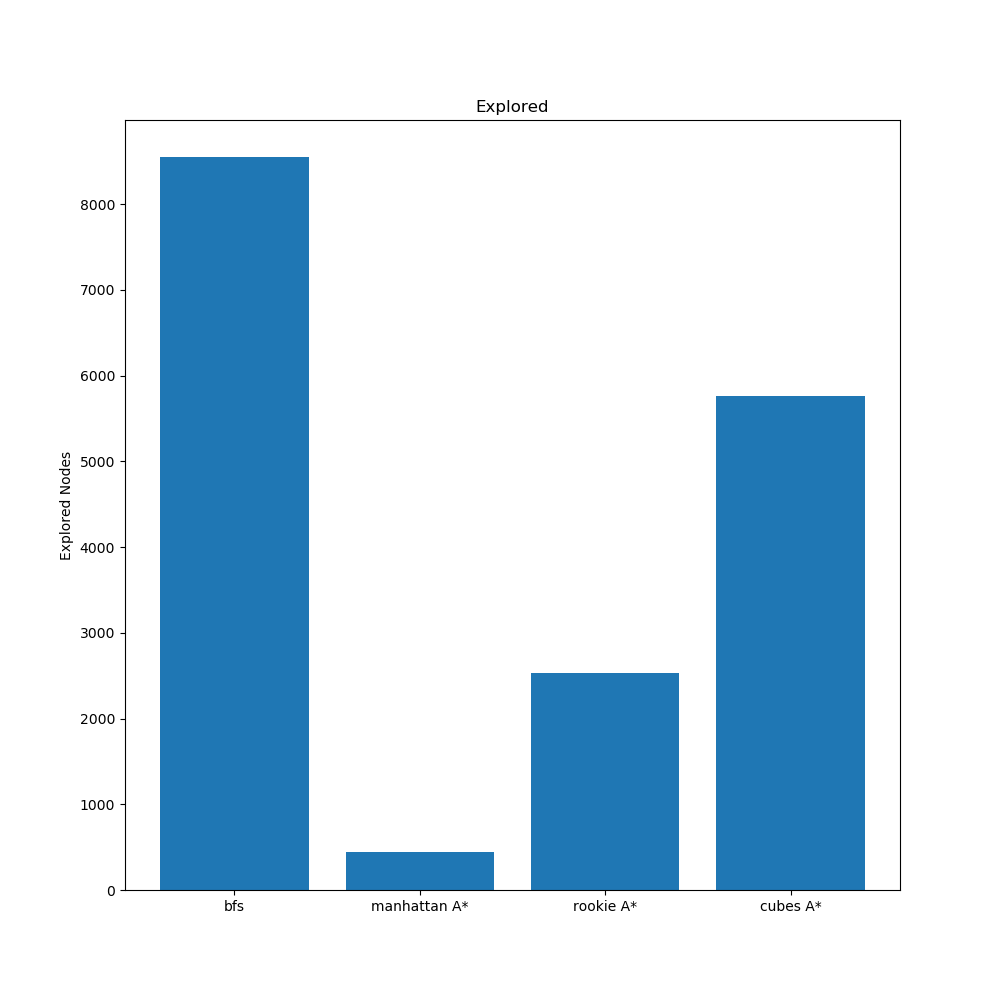 Explored
8000
7000
6000
5000
4000
3000
2000
1000
0
Explored Nodes
bfs
manhattan A*
rookie A*
cubes A*